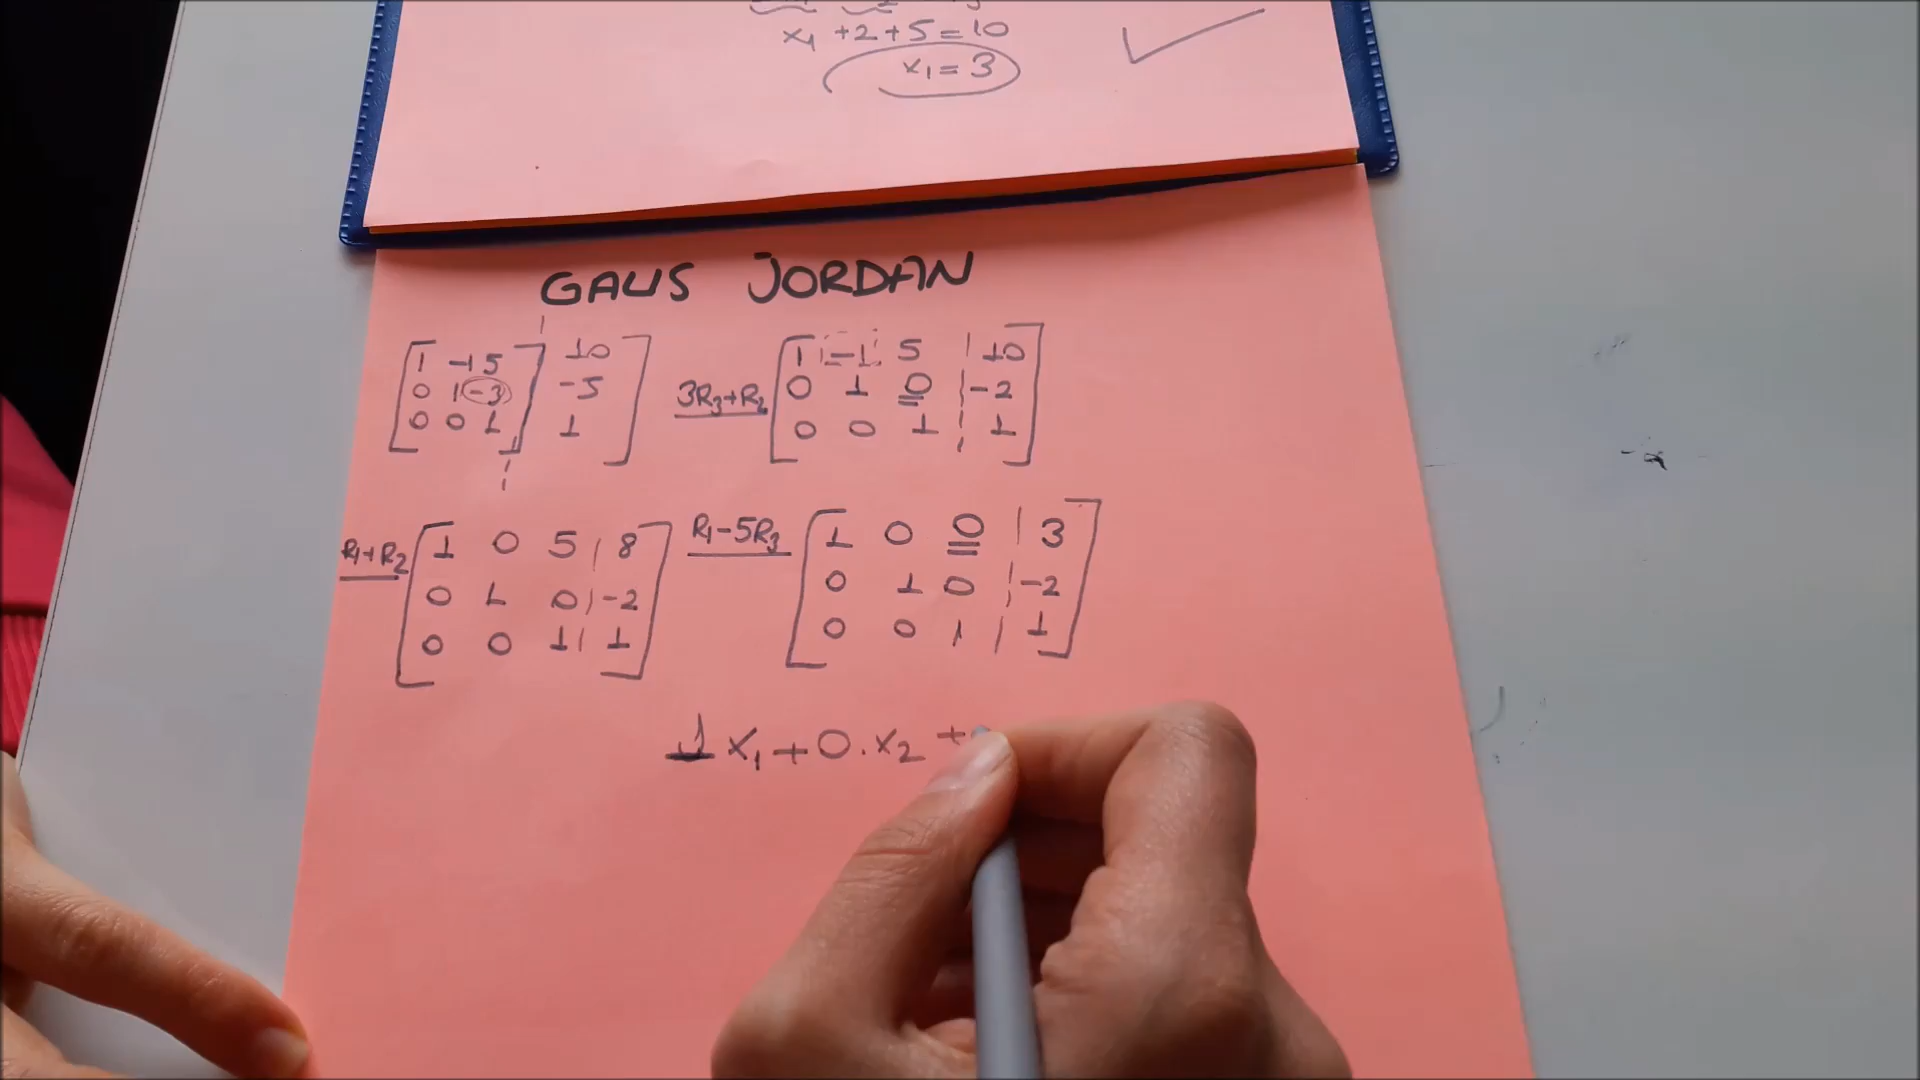 x₁ +2+5=10
x₁=3
GAUS JORDAN
1 -1 5 | 10
0 1 -3 | -5
0 0 1 | 1
3R₃+R₂
1 -1 5 | 10
0 1 0 | -2
0 0 1 | 1
R₁+R₂
1 0 5 | 8
0 1 0 | -2
0 0 1 | 1
R₁-5R₃
1 0 0 | 3
0 1 0 | -2
0 0 1 | 1
1 x₁ + 0.x₂ +